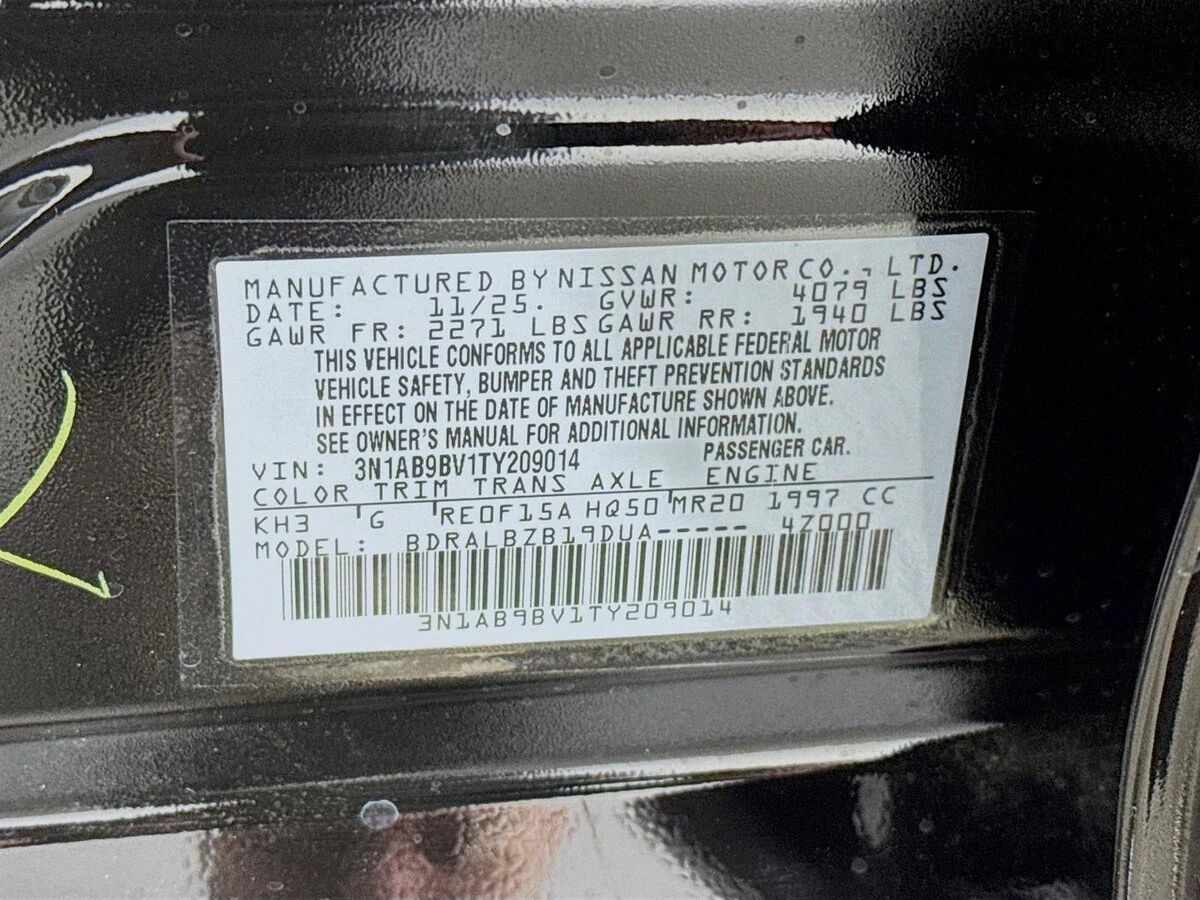 MANUFACTURED BY NISSAN MOTOR CO., LTD.
DATE: 11/25. GVWR: 4079 LBS
GAWR FR: 2271 LBS GAWR RR: 1940 LBS
THIS VEHICLE CONFORMS TO ALL APPLICABLE FEDERAL MOTOR
VEHICLE SAFETY, BUMPER AND THEFT PREVENTION STANDARDS
IN EFFECT ON THE DATE OF MANUFACTURE SHOWN ABOVE.
SEE OWNER'S MANUAL FOR ADDITIONAL INFORMATION.
VIN: 3N1AB9BV1TY209014 PASSENGER CAR.
COLOR TRIM TRANS AXLE ENGINE
KH3 G RE0F15A HQ50 MR20 1997 CC
MODEL: BDRALBZB19DUA----- 4Z000
3N1AB9BV1TY209014